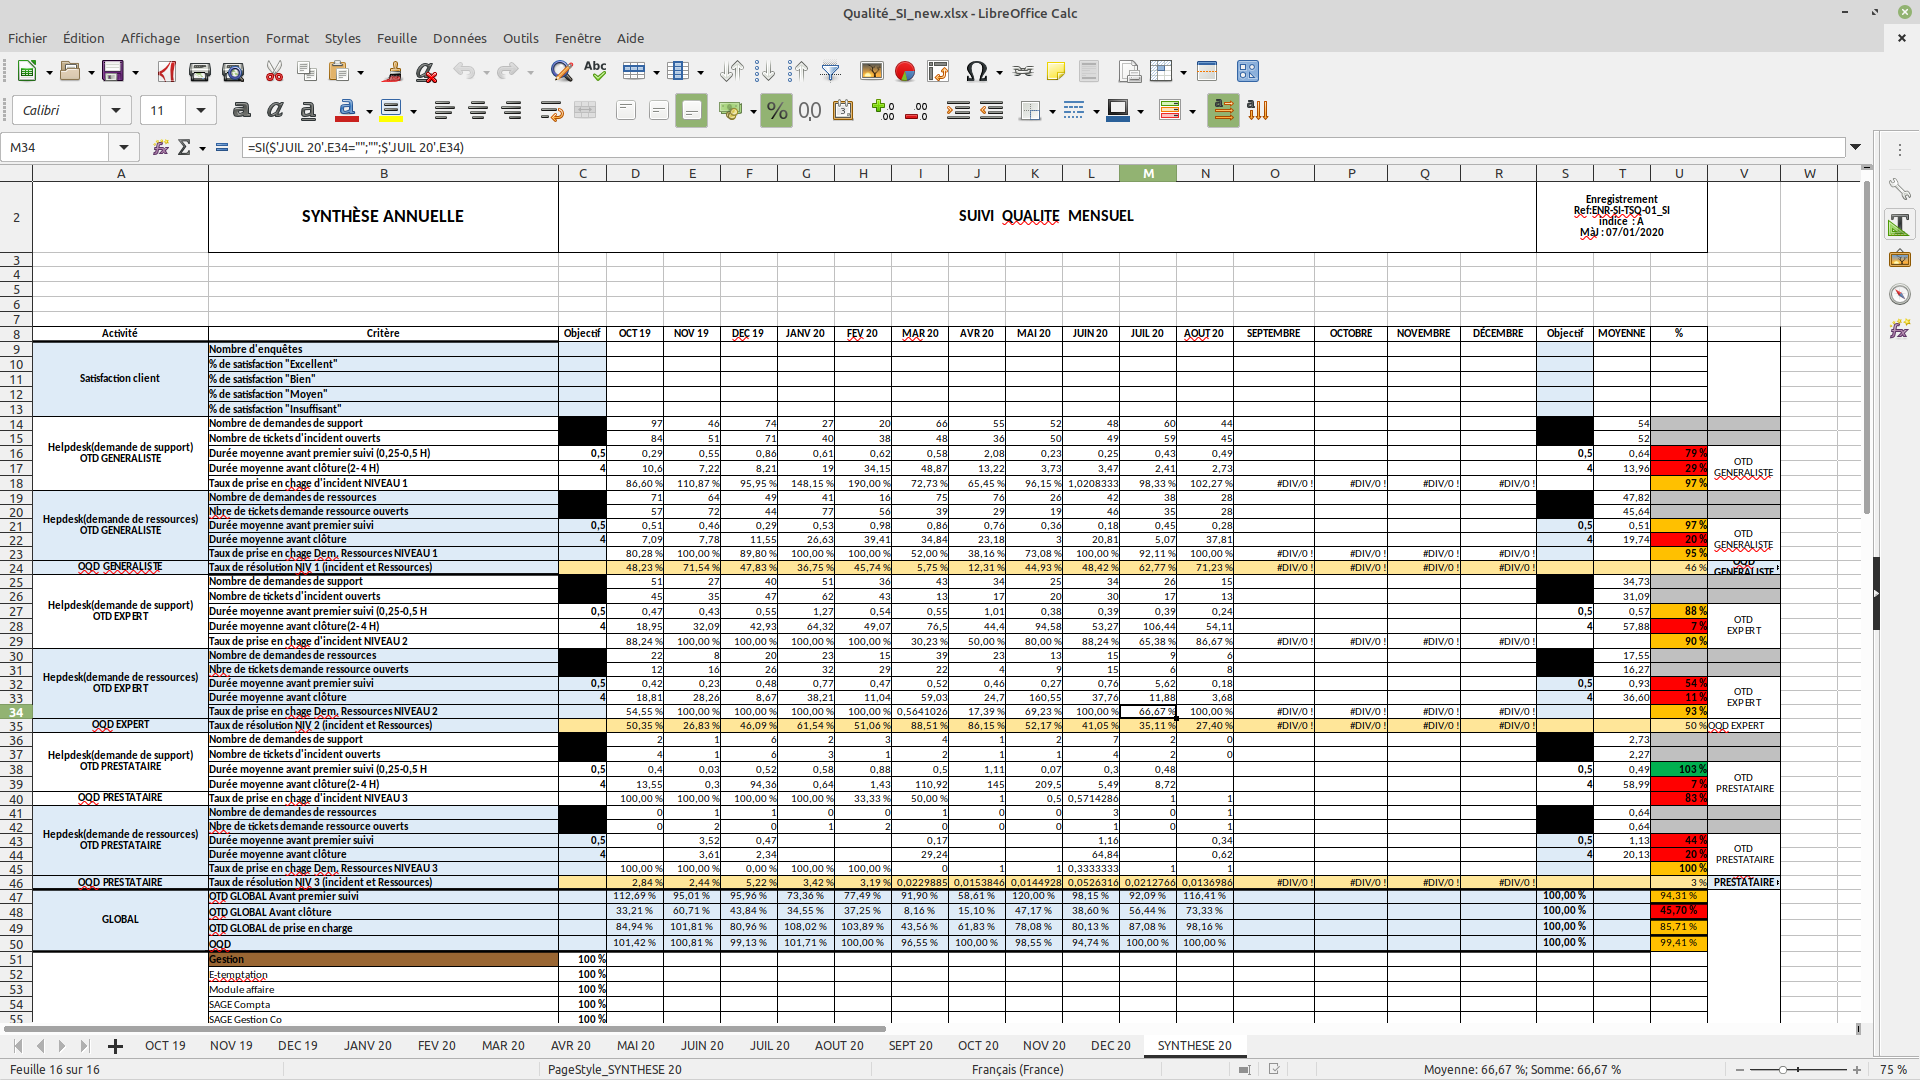 Qualité_SI_new.xlsx - LibreOffice Calc
Fichier Édition Affichage Insertion Format Styles Feuille Données Outils Fenêtre Aide
Calibri 11
M34 =SI($'JUIL 20'.E34="";"";$'JUIL 20'.E34)
A B C D E F G H I J K L M N O P Q R S T U V W
2 SYNTHÈSE ANNUELLE SUIVI QUALITE MENSUEL Enregistrement
Ref:ENR-SI-TSQ-01_SI
indice : A
MàJ : 07/01/2020
3
4
5
6
7
8 Activité Critère Objectif OCT 19 NOV 19 DEC 19 JANV 20 FEV 20 MAR 20 AVR 20 MAI 20 JUIN 20 JUIL 20 AOUT 20 SEPTEMBRE OCTOBRE NOVEMBRE DÉCEMBRE Objectif MOYENNE %
9 Nombre d'enquêtes
10 % de satisfaction "Excellent"
11 Satisfaction client % de satisfaction "Bien"
12 % de satisfaction "Moyen"
13 % de satisfaction "Insuffisant"
14 Nombre de demandes de support 97 46 74 27 20 66 55 52 48 60 44 54
15 Nombre de tickets d'incident ouverts 84 51 71 40 38 48 36 50 49 59 45 52
16 Helpdesk(demande de support) OTD GENERALISTE Durée moyenne avant premier suivi (0,25-0,5 H) 0,5 0,29 0,55 0,86 0,61 0,62 0,58 2,08 0,23 0,25 0,43 0,49 0,5 0,64 79 %
17 Durée moyenne avant clôture(2- 4 H) 4 10,6 7,22 8,21 19 34,15 48,87 13,22 3,73 3,47 2,41 2,73 4 13,96 29 % OTD GENERALISTE
18 Taux de prise en chage d'incident NIVEAU 1 86,60 % 110,87 % 95,95 % 148,15 % 190,00 % 72,73 % 65,45 % 96,15 % 1,0208333 98,33 % 102,27 % #DIV/0 ! #DIV/0 ! #DIV/0 ! #DIV/0 ! 97 %
19 Nombre de demandes de ressources 71 64 49 41 16 75 76 26 42 38 28 47,82
20 Nbre de tickets demande ressource ouverts 57 72 44 77 56 39 29 19 46 35 28 45,64
21 Hepdesk(demande de ressources) OTD GENERALISTE Durée moyenne avant premier suivi 0,5 0,51 0,46 0,29 0,53 0,98 0,86 0,76 0,36 0,18 0,45 0,28 0,5 0,51 97 %
22 Durée moyenne avant clôture 4 7,09 7,78 11,55 26,63 39,41 34,84 23,18 3 20,81 5,07 37,81 4 19,74 20 % OTD GENERALISTE
23 Taux de prise en chage Dem. Ressources NIVEAU 1 80,28 % 100,00 % 89,80 % 100,00 % 100,00 % 52,00 % 38,16 % 73,08 % 100,00 % 92,11 % 100,00 % #DIV/0 ! #DIV/0 ! #DIV/0 ! #DIV/0 ! 95 %
24 OQD GENERALISTE Taux de résolution NIV 1 (incident et Ressources) 48,23 % 71,54 % 47,83 % 36,75 % 45,74 % 5,75 % 12,31 % 44,93 % 48,42 % 62,77 % 71,23 % #DIV/0 ! #DIV/0 ! #DIV/0 ! #DIV/0 ! 46 % OQD GENERALISTE
25 Nombre de demandes de support 51 27 40 51 36 43 34 25 34 26 15 34,73
26 Nombre de tickets d'incident ouverts 45 35 47 62 43 13 17 20 30 17 13 31,09
27 Helpdesk(demande de support) OTD EXPERT Durée moyenne avant premier suivi (0,25-0,5 H 0,5 0,47 0,43 0,55 1,27 0,54 0,55 1,01 0,38 0,39 0,39 0,24 0,5 0,57 88 %
28 Durée moyenne avant clôture(2- 4 H) 4 18,95 32,09 42,93 64,32 49,07 76,5 44,4 94,58 53,27 106,44 54,11 4 57,88 7 % OTD EXPERT
29 Taux de prise en chage d'incident NIVEAU 2 88,24 % 100,00 % 100,00 % 100,00 % 100,00 % 30,23 % 50,00 % 80,00 % 88,24 % 65,38 % 86,67 % #DIV/0 ! #DIV/0 ! #DIV/0 ! #DIV/0 ! 90 %
30 Nombre de demandes de ressources 22 8 20 23 15 39 23 13 15 9 6 17,55
31 Nbre de tickets demande ressource ouverts 12 16 26 32 29 22 4 9 15 6 8 16,27
32 Hepdesk(demande de ressources) OTD EXPERT Durée moyenne avant premier suivi 0,5 0,42 0,23 0,48 0,77 0,47 0,52 0,46 0,27 0,76 5,62 0,18 0,5 0,93 54 %
33 Durée moyenne avant clôture 4 18,81 28,26 8,67 38,21 11,04 59,03 24,7 160,55 37,76 11,88 3,68 4 36,60 11 % OTD EXPERT
34 Taux de prise en chage Dem. Ressources NIVEAU 2 54,55 % 100,00 % 100,00 % 100,00 % 100,00 % 0,5641026 17,39 % 69,23 % 100,00 % 66,67 % 100,00 % #DIV/0 ! #DIV/0 ! #DIV/0 ! #DIV/0 ! 93 %
35 OQD EXPERT Taux de résolution NIV 2 (incident et Ressources) 50,35 % 26,83 % 46,09 % 61,54 % 51,06 % 88,51 % 86,15 % 52,17 % 41,05 % 35,11 % 27,40 % #DIV/0 ! #DIV/0 ! #DIV/0 ! #DIV/0 ! 50 % OQD EXPERT
36 Nombre de demandes de support 2 1 6 2 3 4 1 2 7 2 0 2,73
37 Nombre de tickets d'incident ouverts 4 1 6 3 1 2 1 1 4 2 0 2,27
38 Helpdesk(demande de support) OTD PRESTATAIRE Durée moyenne avant premier suivi (0,25-0,5 H 0,5 0,4 0,03 0,52 0,58 0,88 0,5 1,11 0,07 0,3 0,48 0,5 0,49 103 %
39 Durée moyenne avant clôture(2- 4 H) 4 13,55 0,3 94,36 0,64 1,43 110,92 145 209,5 5,49 8,72 4 58,99 7 % OTD PRESTATAIRE
40 OQD PRESTATAIRE Taux de prise en chage d'incident NIVEAU 3 100,00 % 100,00 % 100,00 % 100,00 % 33,33 % 50,00 % 1 0,5 0,5714286 1 1 83 %
41 Nombre de demandes de ressources 0 1 1 0 0 1 0 0 3 0 1 0,64
42 Nbre de tickets demande ressource ouverts 0 2 0 1 2 0 0 0 1 0 1 0,64
43 Hepdesk(demande de ressources) OTD PRESTATAIRE Durée moyenne avant premier suivi 0,5 3,52 0,47 0,17 1,16 0,34 0,5 1,13 44 %
44 Durée moyenne avant clôture 4 3,61 2,34 29,24 64,84 0,62 4 20,13 20 % OTD PRESTATAIRE
45 Taux de prise en chage Dem. Ressources NIVEAU 3 100,00 % 100,00 % 0,00 % 100,00 % 100,00 % 0 1 1 0,3333333 1 1 100 %
46 OQD PRESTATAIRE Taux de résolution NIV 3 (incident et Ressources) 2,84 % 2,44 % 5,22 % 3,42 % 3,19 % 0,0229885 0,0153846 0,0144928 0,0526316 0,0212766 0,0136986 #DIV/0 ! #DIV/0 ! #DIV/0 ! #DIV/0 ! 3 % PRESTATAIRE
47 OTD GLOBAL Avant premier suivi 112,69 % 95,01 % 95,96 % 73,36 % 77,49 % 91,90 % 58,61 % 120,00 % 98,15 % 92,09 % 116,41 % 100,00 % 94,31 %
48 GLOBAL OTD GLOBAL Avant clôture 33,21 % 60,71 % 43,84 % 34,55 % 37,25 % 8,16 % 15,10 % 47,17 % 38,60 % 56,44 % 73,33 % 100,00 % 45,70 %
49 OTD GLOBAL de prise en charge 84,94 % 101,81 % 80,96 % 108,02 % 103,89 % 43,56 % 61,83 % 78,08 % 80,13 % 87,08 % 98,16 % 100,00 % 85,71 %
50 OQD 101,42 % 100,81 % 99,13 % 101,71 % 100,00 % 96,55 % 100,00 % 98,55 % 94,74 % 100,00 % 100,00 % 100,00 % 99,41 %
51 Gestion 100 %
52 E-temptation 100 %
53 Module affaire 100 %
54 SAGE Compta 100 %
55 SAGE Gestion Co 100 %
OCT 19 NOV 19 DEC 19 JANV 20 FEV 20 MAR 20 AVR 20 MAI 20 JUIN 20 JUIL 20 AOUT 20 SEPT 20 OCT 20 NOV 20 DEC 20 SYNTHESE 20
Feuille 16 sur 16 PageStyle_SYNTHESE 20 Français (France) Moyenne: 66,67 %; Somme: 66,67 % 75 %